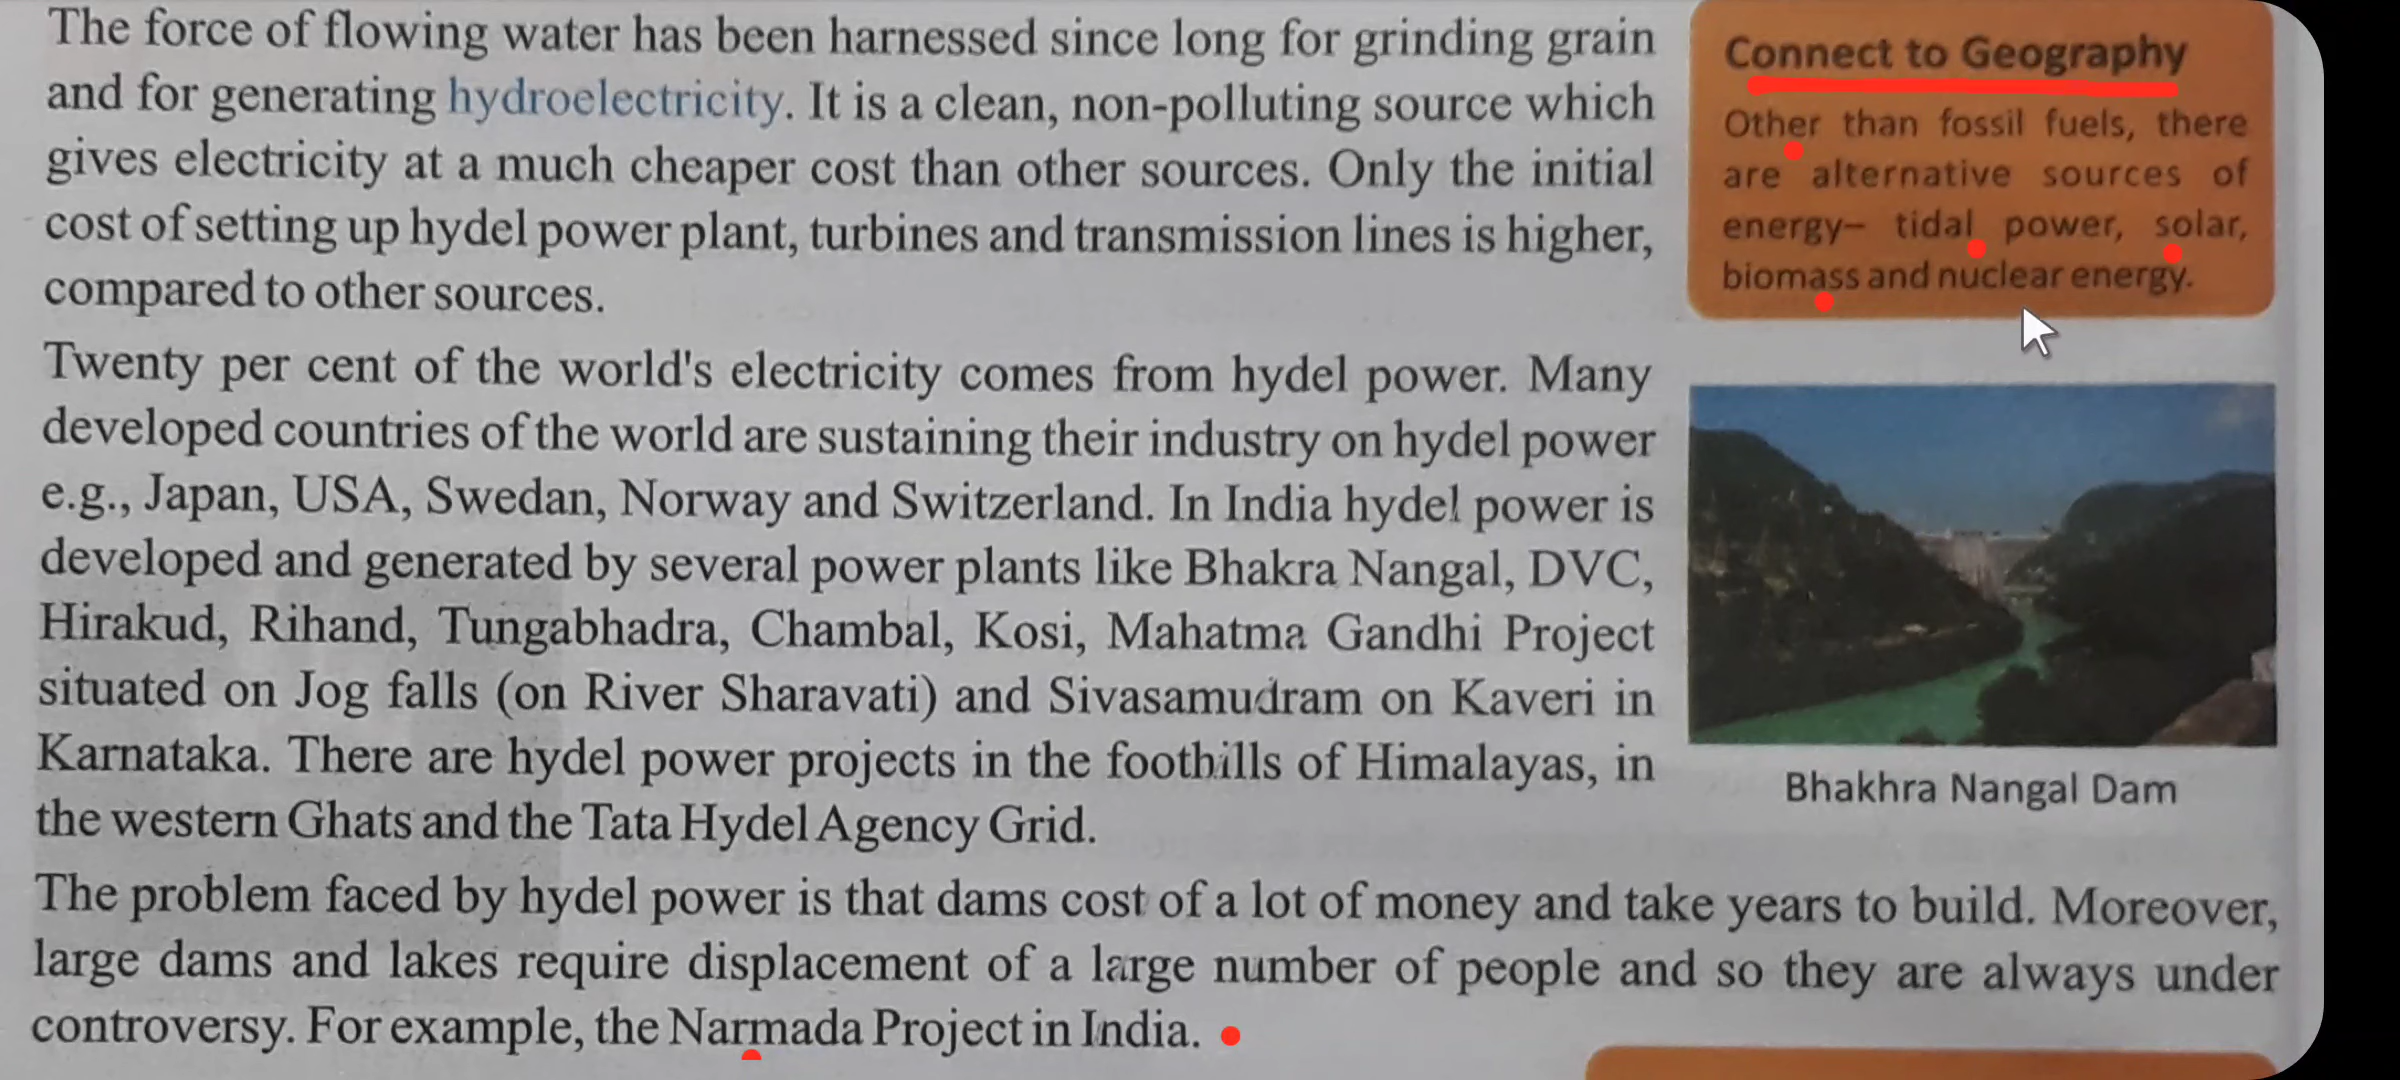 The force of flowing water has been harnessed since long for grinding grain
and for generating hydroelectricity. It is a clean, non-polluting source which
gives electricity at a much cheaper cost than other sources. Only the initial
cost of setting up hydel power plant, turbines and transmission lines is higher,
compared to other sources.
Twenty per cent of the world's electricity comes from hydel power. Many
developed countries of the world are sustaining their industry on hydel power
e.g., Japan, USA, Swedan, Norway and Switzerland. In India hydel power is
developed and generated by several power plants like Bhakra Nangal, DVC,
Hirakud, Rihand, Tungabhadra, Chambal, Kosi, Mahatma Gandhi Project
situated on Jog falls (on River Sharavati) and Sivasamudram on Kaveri in
Karnataka. There are hydel power projects in the foothills of Himalayas, in
the western Ghats and the Tata Hydel Agency Grid.
The problem faced by hydel power is that dams cost of a lot of money and take years to build. Moreover,
large dams and lakes require displacement of a large number of people and so they are always under
controversy. For example, the Narmada Project in India.
Connect to Geography
Other than fossil fuels, there
are alternative sources of
energy– tidal power, solar,
biomass and nuclear energy.
Bhakhra Nangal Dam